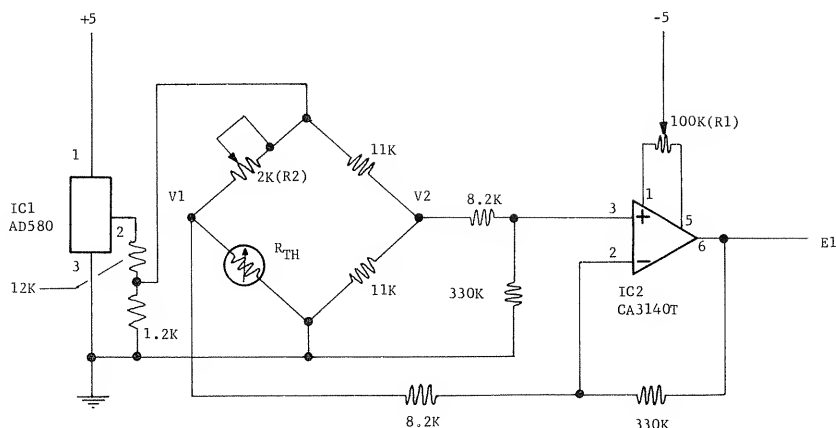 +5
-5
100K(R1)
11K
2K(R2)
1
V1
V2
8.2K
1
5
3
+
6
E1
IC1
AD580
2
2
−
R_TH
3
12K
11K
330K
IC2
CA3140T
1.2K
8.2K
330K